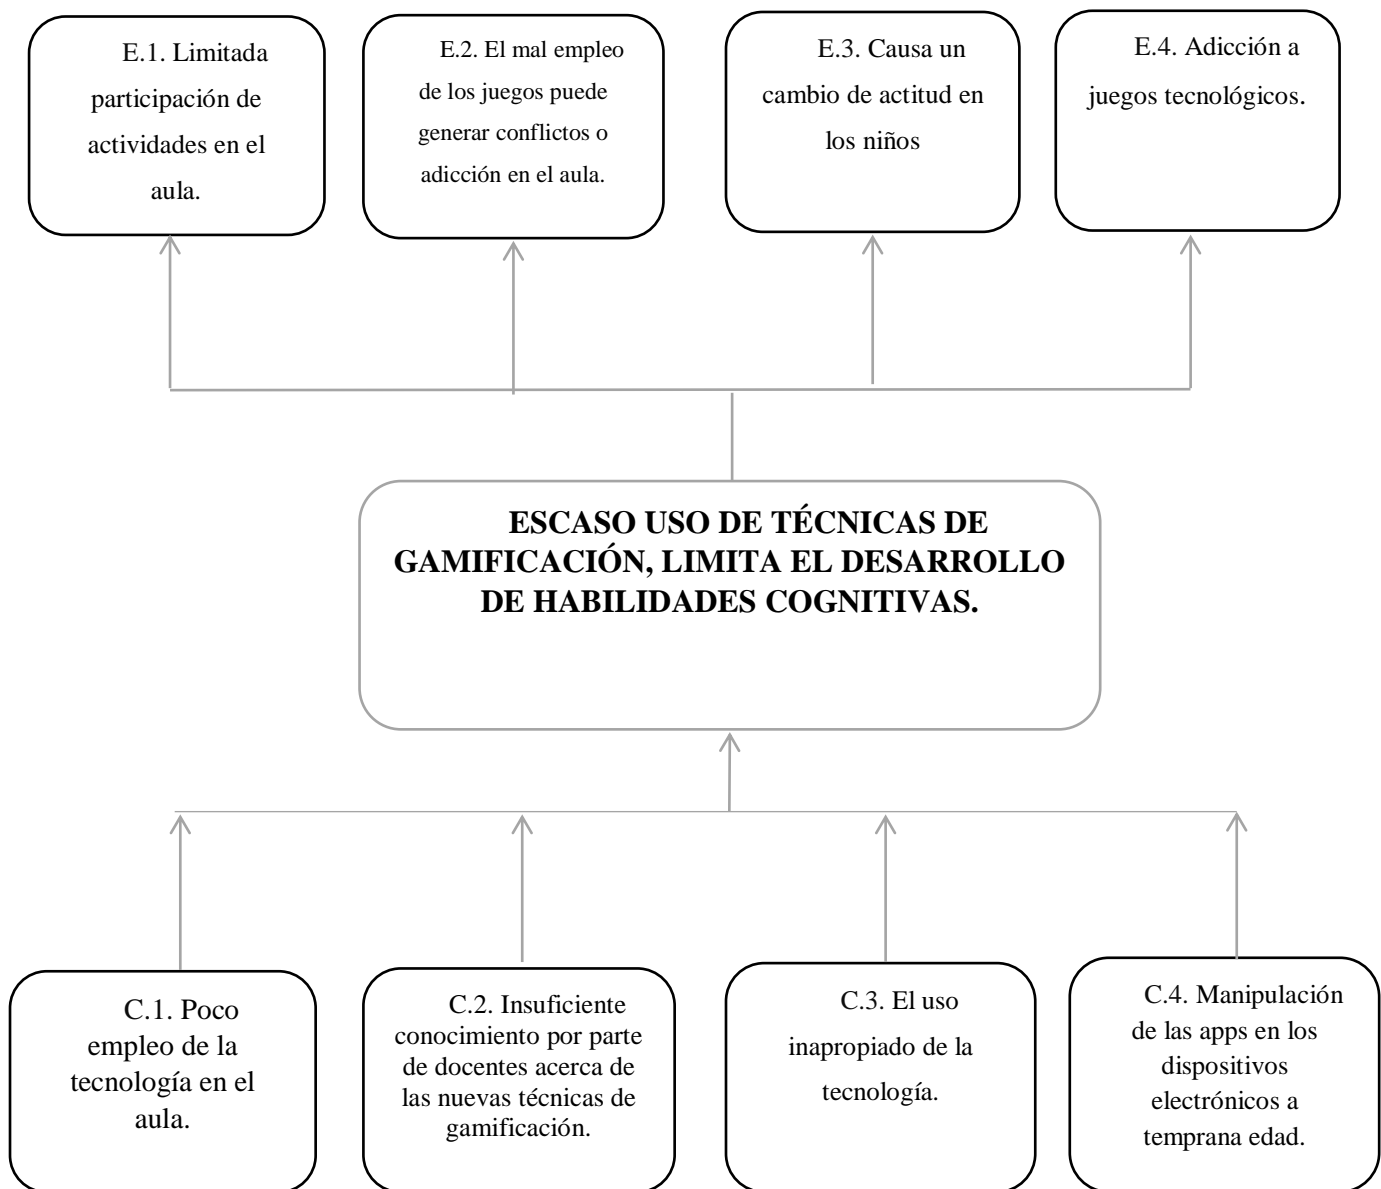 E.1. Limitada
participación de
actividades en el
aula.
E.2. El mal empleo
de los juegos puede
generar conflictos o
adicción en el aula.
E.3. Causa un
cambio de actitud en
los niños
E.4. Adicción a
juegos tecnológicos.
ESCASO USO DE TÉCNICAS DE
GAMIFICACIÓN, LIMITA EL DESARROLLO
DE HABILIDADES COGNITIVAS.
C.1. Poco
empleo de la
tecnología en el
aula.
C.2. Insuficiente
conocimiento por parte
de docentes acerca de
las nuevas técnicas de
gamificación.
C.3. El uso
inapropiado de la
tecnología.
C.4. Manipulación
de las apps en los
dispositivos
electrónicos a
temprana edad.